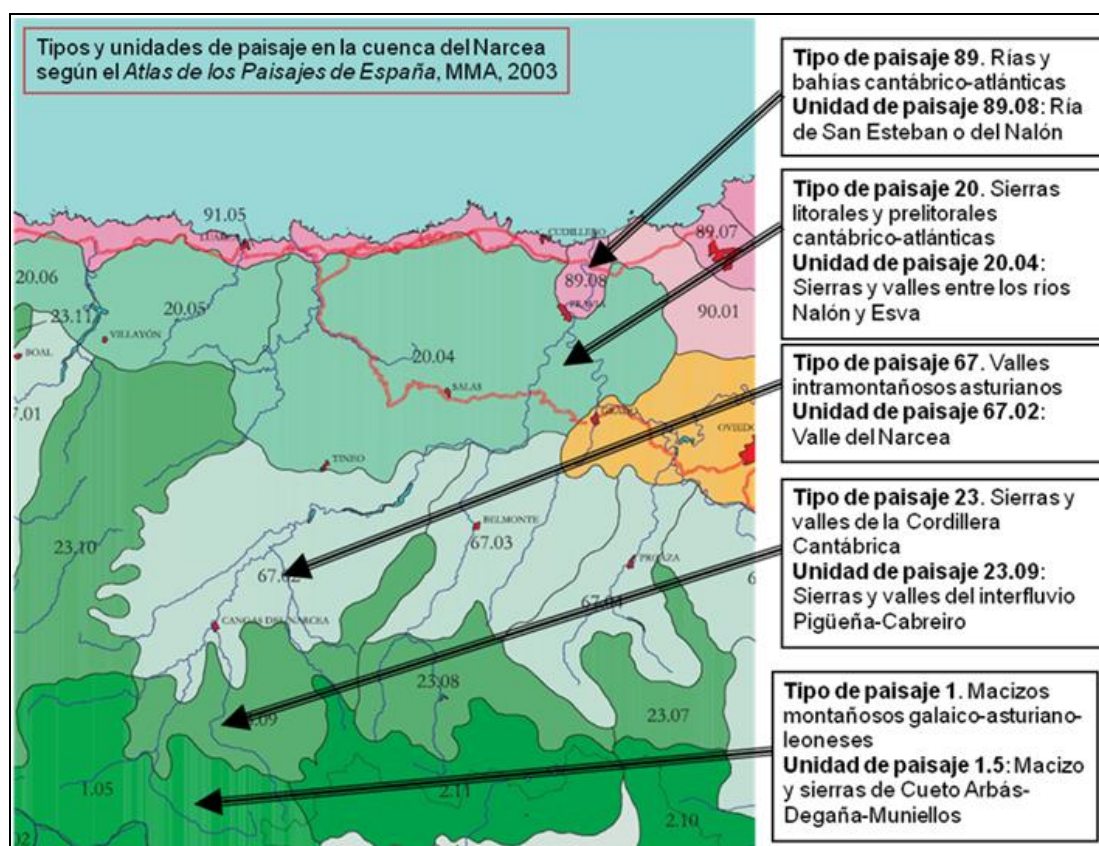 Tipos y unidades de paisaje en la cuenca del Narcea
según el Atlas de los Paisajes de España, MMA, 2003
Tipo de paisaje 89. Rías y
bahías cantábrico-atlánticas
Unidad de paisaje 89.08: Ría
de San Esteban o del Nalón
Tipo de paisaje 20. Sierras
litorales y prelitorales
cantábrico-atlánticas
Unidad de paisaje 20.04:
Sierras y valles entre los ríos
Nalón y Esva
Tipo de paisaje 67. Valles
intramontañosos asturianos
Unidad de paisaje 67.02:
Valle del Narcea
Tipo de paisaje 23. Sierras y
valles de la Cordillera
Cantábrica
Unidad de paisaje 23.09:
Sierras y valles del interfluvio
Pigüeña-Cabreiro
Tipo de paisaje 1. Macizos
montañosos galaico-asturiano-
leoneses
Unidad de paisaje 1.5: Macizo
y sierras de Cueto Arbás-
Degaña-Muniellos
91.05
LUARCA
CUDILLERO
89.07
20.06
89.08
20.05
PRAVIA
23.11
90.01
VILLAYÓN
BOAL
20.04
SALAS
7.01
GRADO
OVIEDO
TINEO
BELMONTE
23.10
67.03
PROAZA
67.02
67.04
CANGAS DEL NARCEA
23.08
.09
23.07
1.05
2.11
2.10
02